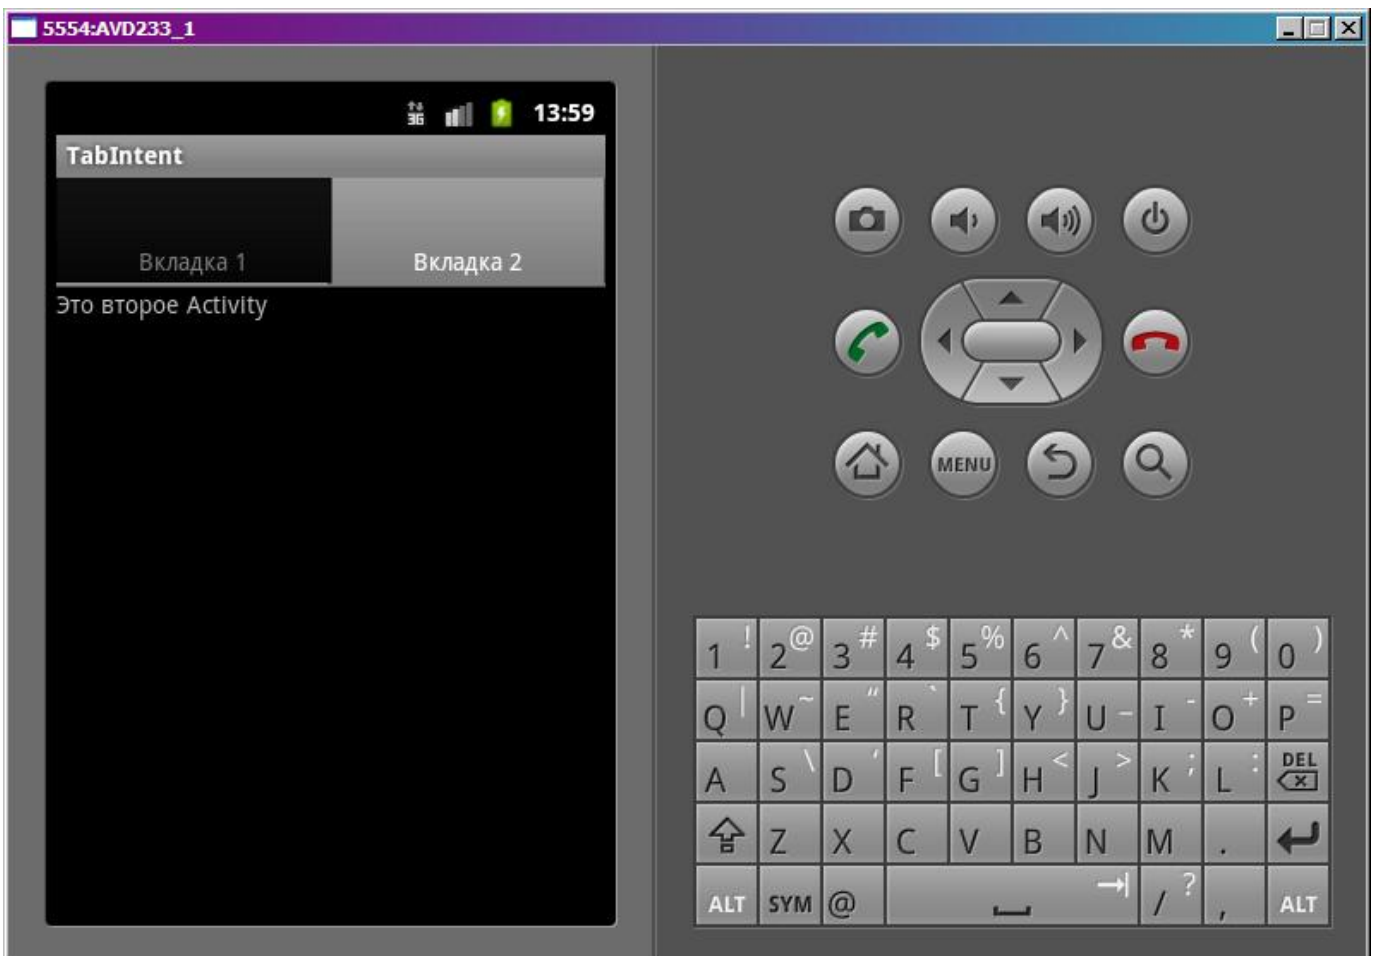 5554:AVD233_1
3G 13:59
TabIntent
Вкладка 1 Вкладка 2
Это второе Activity
MENU
1 ! 2 @ 3 # 4 $ 5 % 6 ^ 7 & 8 * 9 ( 0 )
Q | W ~ E “ R ` T { Y } U _ I - O + P =
A S \ D ‘ F [ G ] H < J > K ; L : DEL
Z X C V B N M .
ALT SYM @ / ? , ALT